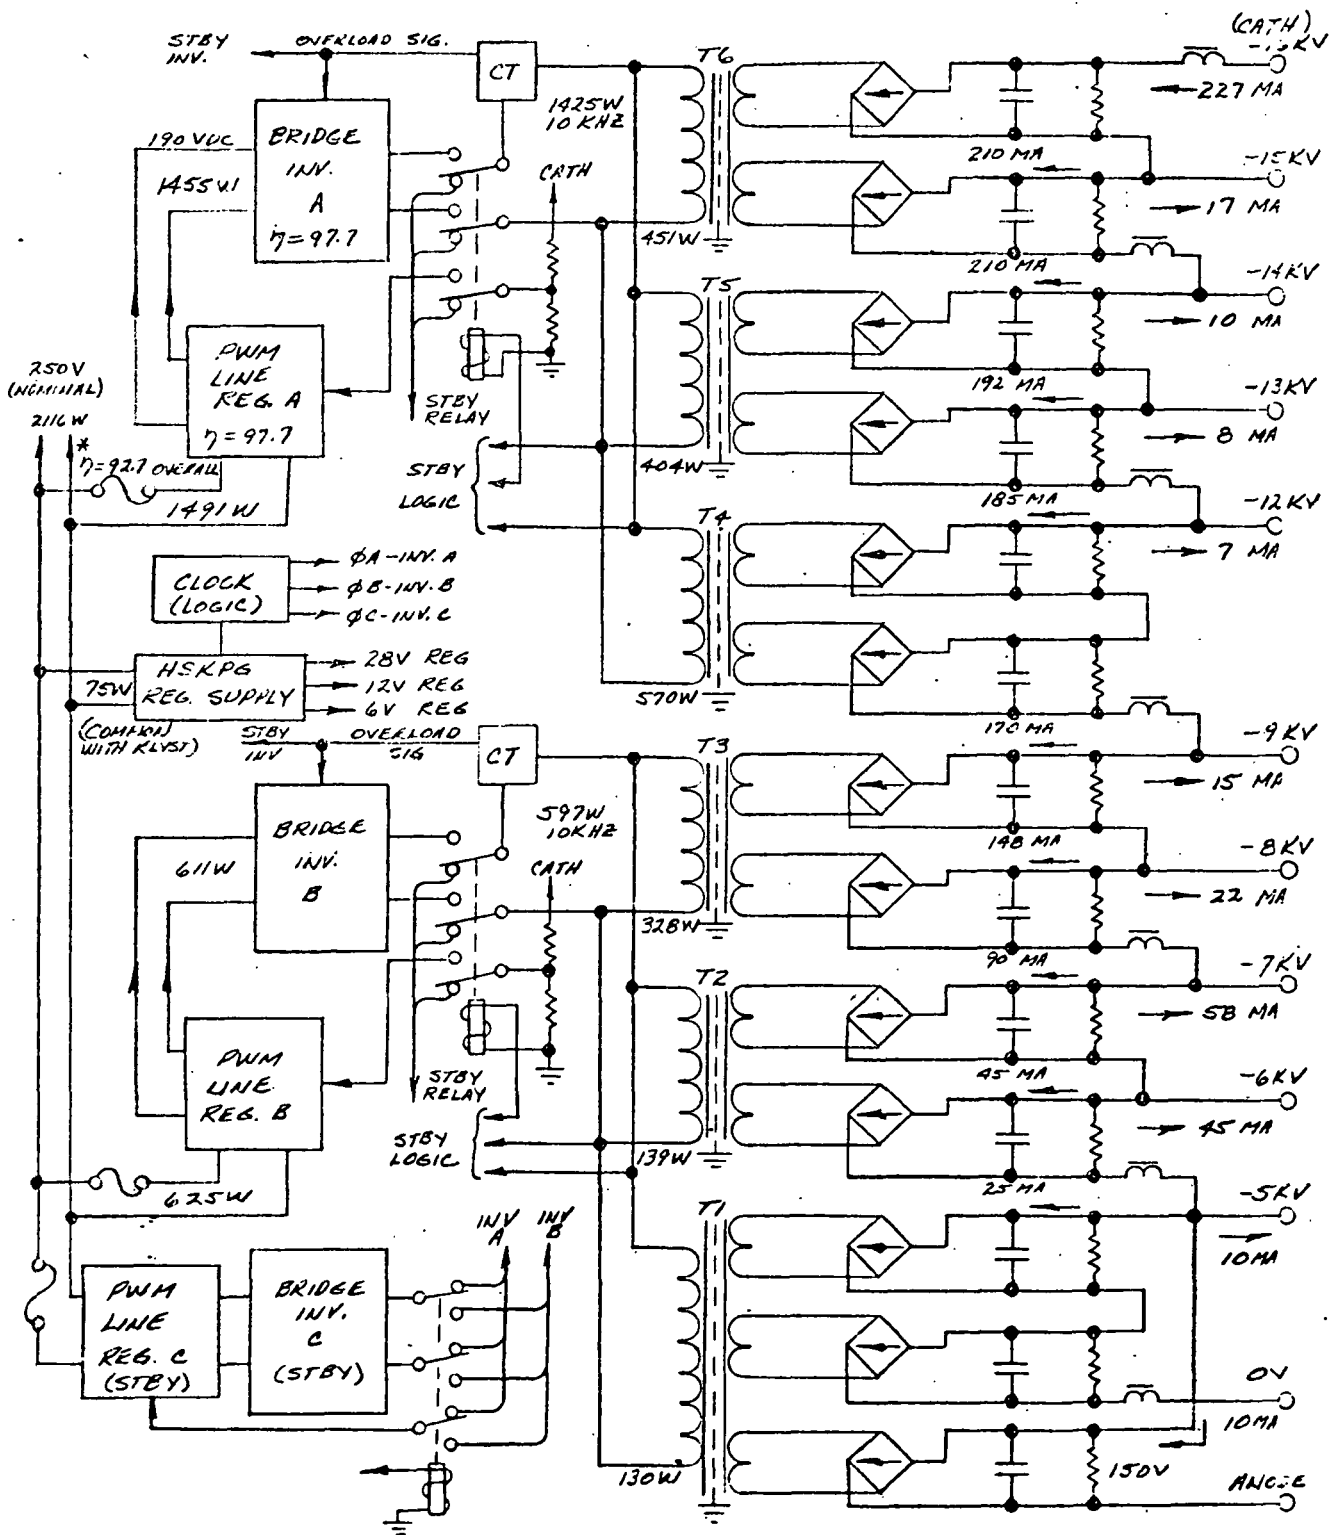 (CATH)
STBY INV.
OVERLOAD SIG.
CT
T6
227 MA
1425W
10 KHZ
BRIDGE
INV.
A
η=97.7
190 VDC
CATH
210 MA
-15KV
17 MA
451W
210 MA
-14KV
T5
10 MA
PWM
LINE
REG. A
η=97.7
250V
(NOMINAL)
2116W
*
η=92.7 OVERALL
1491W
STBY
RELAY
192 MA
-13KV
8 MA
STBY
LOGIC
404W
185 MA
-12KV
T4
7 MA
CLOCK
(LOGIC)
φA-INV. A
φB-INV. B
φC-INV. C
HSKPG
REG. SUPPLY
75W
28V REG
12V REG
6V REG
(COMMON
WITH KLYST)
570W
170 MA
-9KV
STBY
INV
OVERLOAD
SIG
CT
T3
15 MA
597W
10KHZ
BRIDGE
INV.
B
611W
CATH
148 MA
-8KV
22 MA
328W
90 MA
-7KV
T2
58 MA
PWM
LINE
REG. B
STBY
RELAY
45 MA
-6KV
45 MA
STBY
LOGIC
139W
25 MA
625W
T1
-5KV
10MA
INV
A
INV
B
PWM
LINE
REG. C
(STBY)
BRIDGE
INV.
C
(STBY)
0V
10MA
130W
150V
ANODE